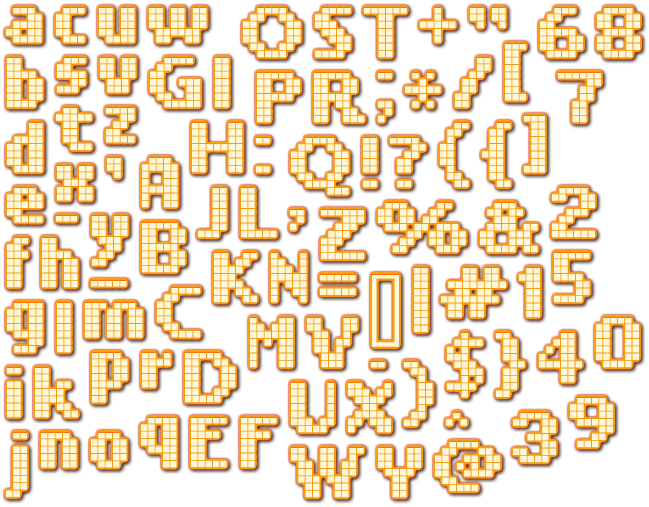 a c u w O S T + " 6 8
b s v G I P R ; * / [ 7
d t z H : Q ! ? ( { ]
e x ' A J L , Z % & 2
f h y B K N = # 1 5
g l m C M V | $ } 4 0
i k p r D U X ) ^ 3 9
j n o q E F W Y @
- _ .